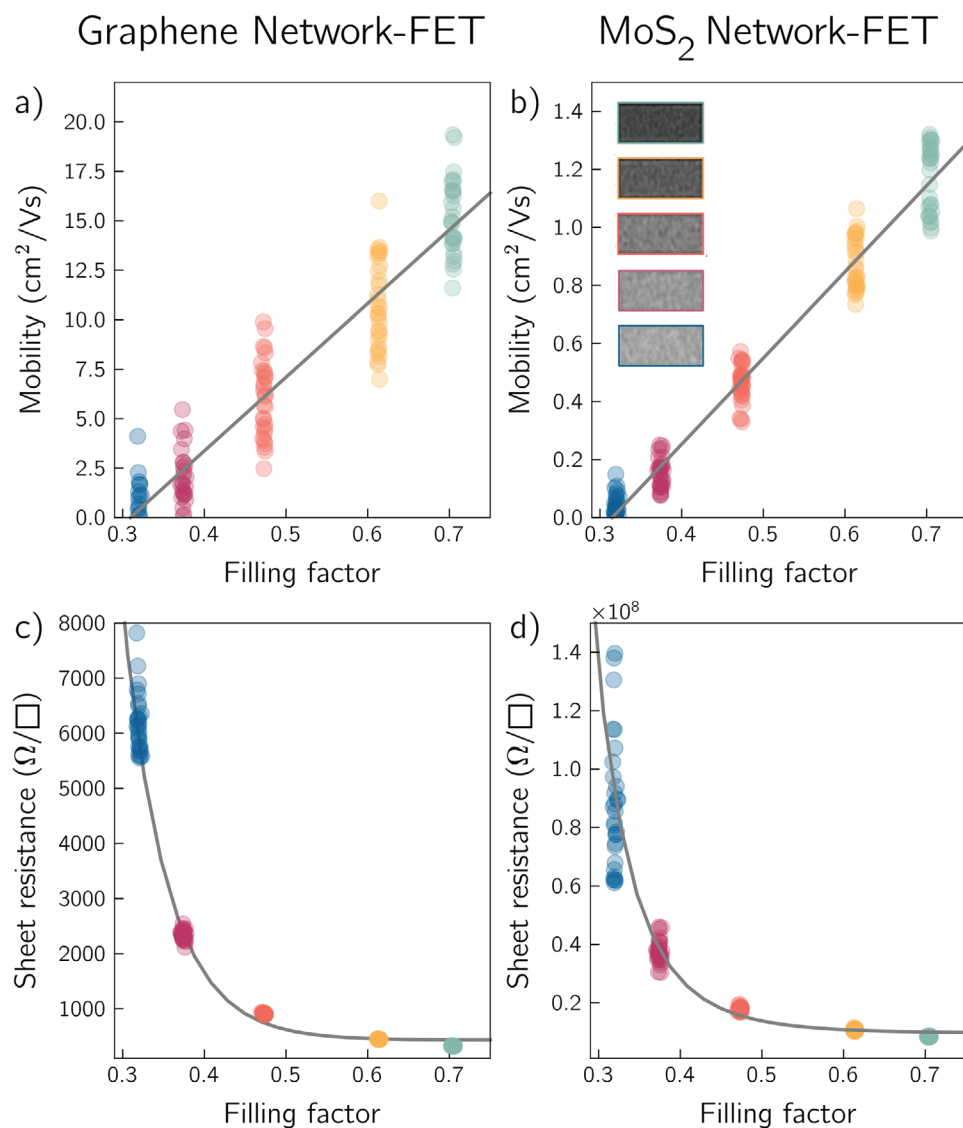 Graphene Network-FET
MoS₂ Network-FET
a)
20.0
17.5
15.0
12.5
10.0
7.5
5.0
2.5
0.0
0.3 0.4 0.5 0.6 0.7
Mobility (cm²/Vs)
Filling factor
b)
1.4
1.2
1.0
0.8
0.6
0.4
0.2
0.0
0.3 0.4 0.5 0.6 0.7
Mobility (cm²/Vs)
Filling factor
c)
8000
7000
6000
5000
4000
3000
2000
1000
0.3 0.4 0.5 0.6 0.7
Sheet resistance (Ω/□)
Filling factor
d)
×10⁸
1.4
1.2
1.0
0.8
0.6
0.4
0.2
0.3 0.4 0.5 0.6 0.7
Sheet resistance (Ω/□)
Filling factor